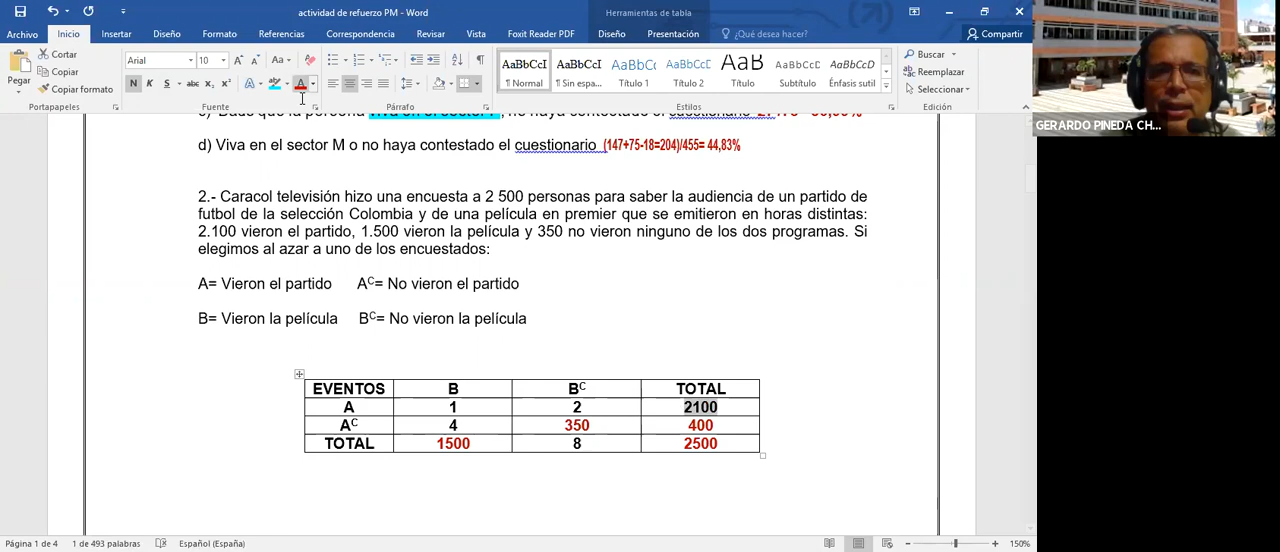 actividad de refuerzo PM - Word
Herramientas de tabla
Archivo Inicio Insertar Diseño Formato Referencias Correspondencia Revisar Vista Foxit Reader PDF Diseño Presentación ¿Qué desea hacer? Compartir
Pegar
Cortar
Copiar
Copiar formato
Portapapeles
Arial 10
N K S abc
Fuente
Párrafo
AaBbCcI AaBbCcI AaBbC AaBbCc AaB AaBbCcD AaBbCcD
¶ Normal ¶ Sin espa... Título 1 Título 2 Título Subtítulo Énfasis sutil
Estilos
Buscar
Reemplazar
Seleccionar
Edición
GERARDO PINEDA CH...
d) Viva en el sector M o no haya contestado el cuestionario (147+75-18=204)/455= 44,83%
2.- Caracol televisión hizo una encuesta a 2 500 personas para saber la audiencia de un partido de
futbol de la selección Colombia y de una película en premier que se emitieron en horas distintas:
2.100 vieron el partido, 1.500 vieron la película y 350 no vieron ninguno de los dos programas. Si
elegimos al azar a uno de los encuestados:
A= Vieron el partido A^C= No vieron el partido
B= Vieron la película B^C= No vieron la película
EVENTOS B B^C TOTAL
A 1 2 2100
A^C 4 350 400
TOTAL 1500 8 2500
Página 1 de 4 1 de 493 palabras Español (España) 150%